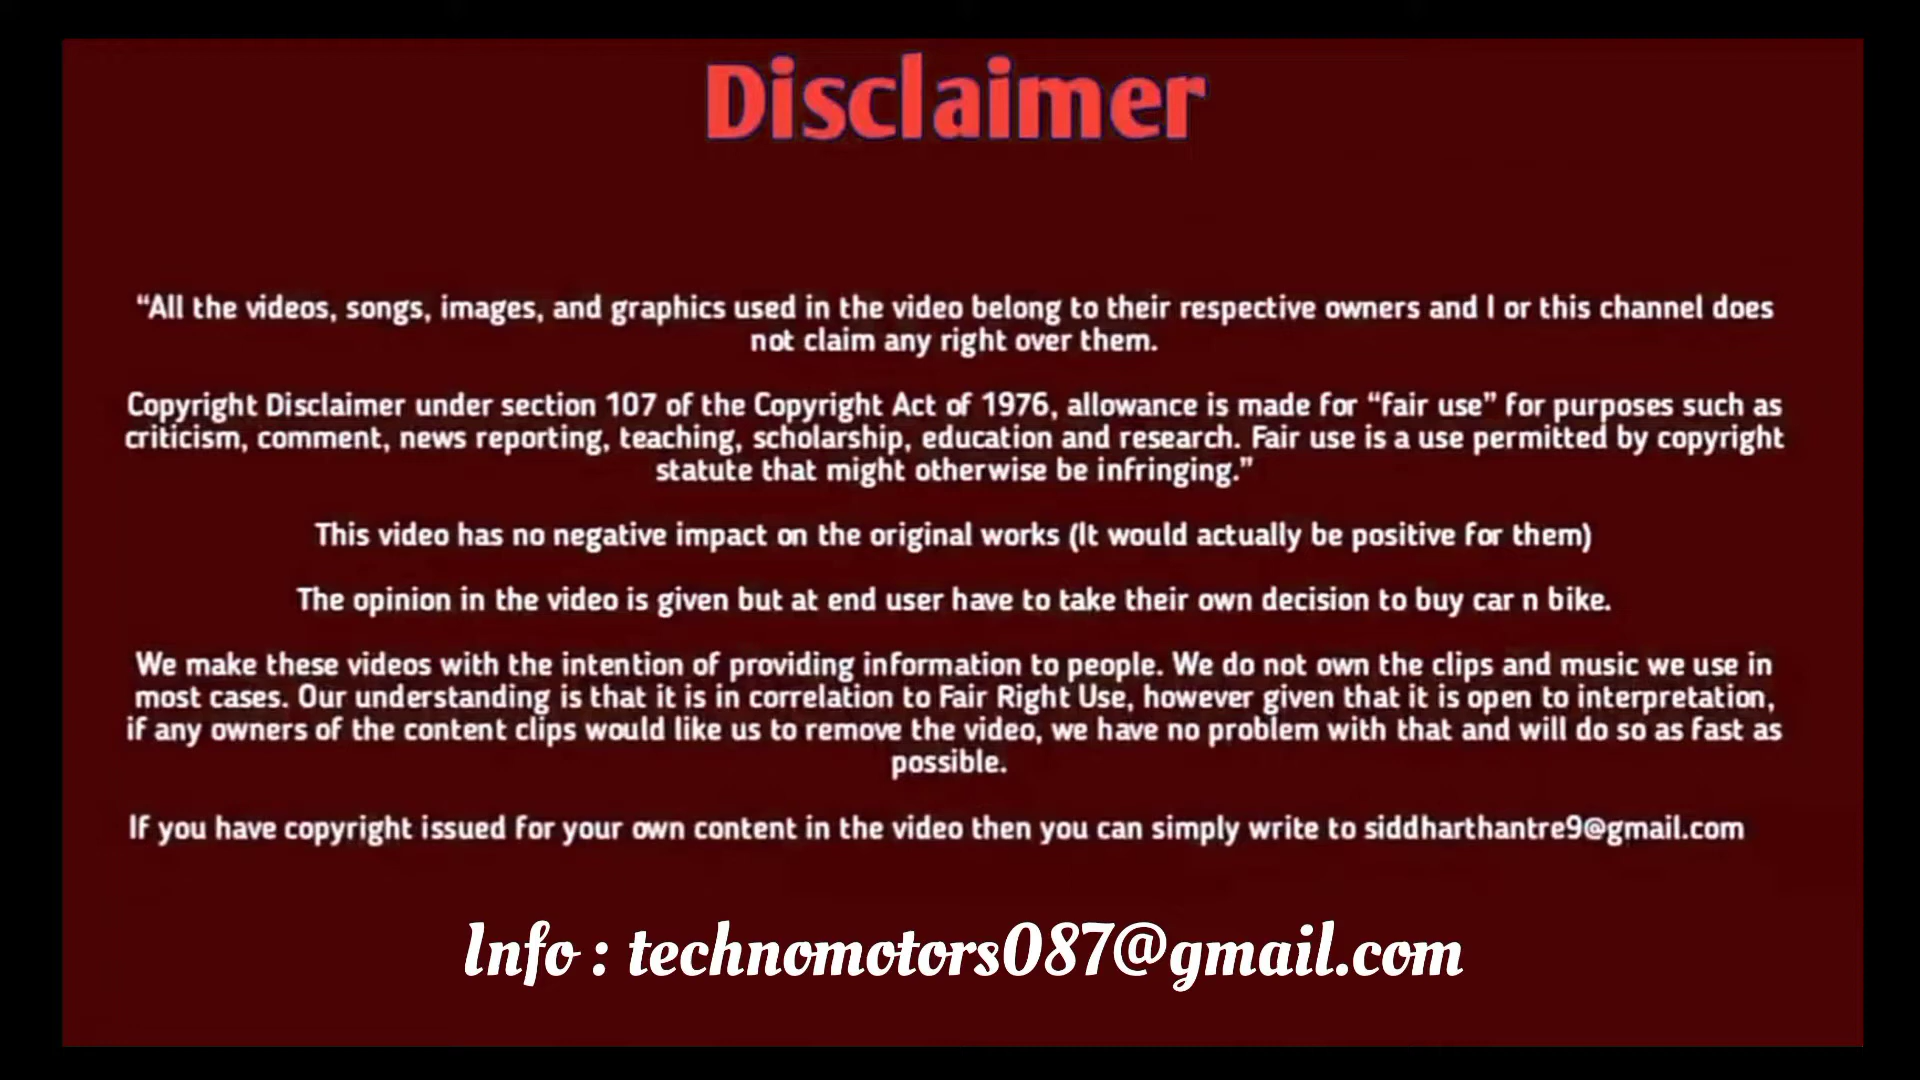 Disclaimer
“All the videos, songs, images, and graphics used in the video belong to their respective owners and I or this channel does
not claim any right over them.
Copyright Disclaimer under section 107 of the Copyright Act of 1976, allowance is made for “fair use” for purposes such as
criticism, comment, news reporting, teaching, scholarship, education and research. Fair use is a use permitted by copyright
statute that might otherwise be infringing.”
This video has no negative impact on the original works (It would actually be positive for them)
The opinion in the video is given but at end user have to take their own decision to buy car n bike.
We make these videos with the intention of providing information to people. We do not own the clips and music we use in
most cases. Our understanding is that it is in correlation to Fair Right Use, however given that it is open to interpretation,
if any owners of the content clips would like us to remove the video, we have no problem with that and will do so as fast as
possible.
If you have copyright issued for your own content in the video then you can simply write to siddharthantre9@gmail.com
Info : technomotors087@gmail.com